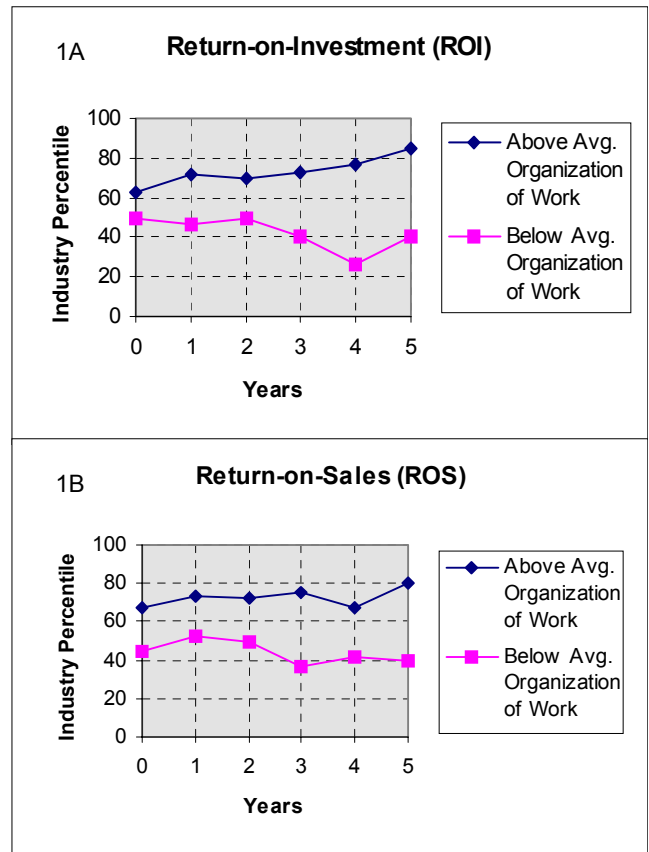 1A
Return-on-Investment (ROI)
Industry Percentile
100
80
60
40
20
0
0 1 2 3 4 5
Years
Above Avg.
Organization
of Work
Below Avg.
Organization
of Work
1B
Return-on-Sales (ROS)
Industry Percentile
100
80
60
40
20
0
0 1 2 3 4 5
Years
Above Avg.
Organization
of Work
Below Avg.
Organization
of Work